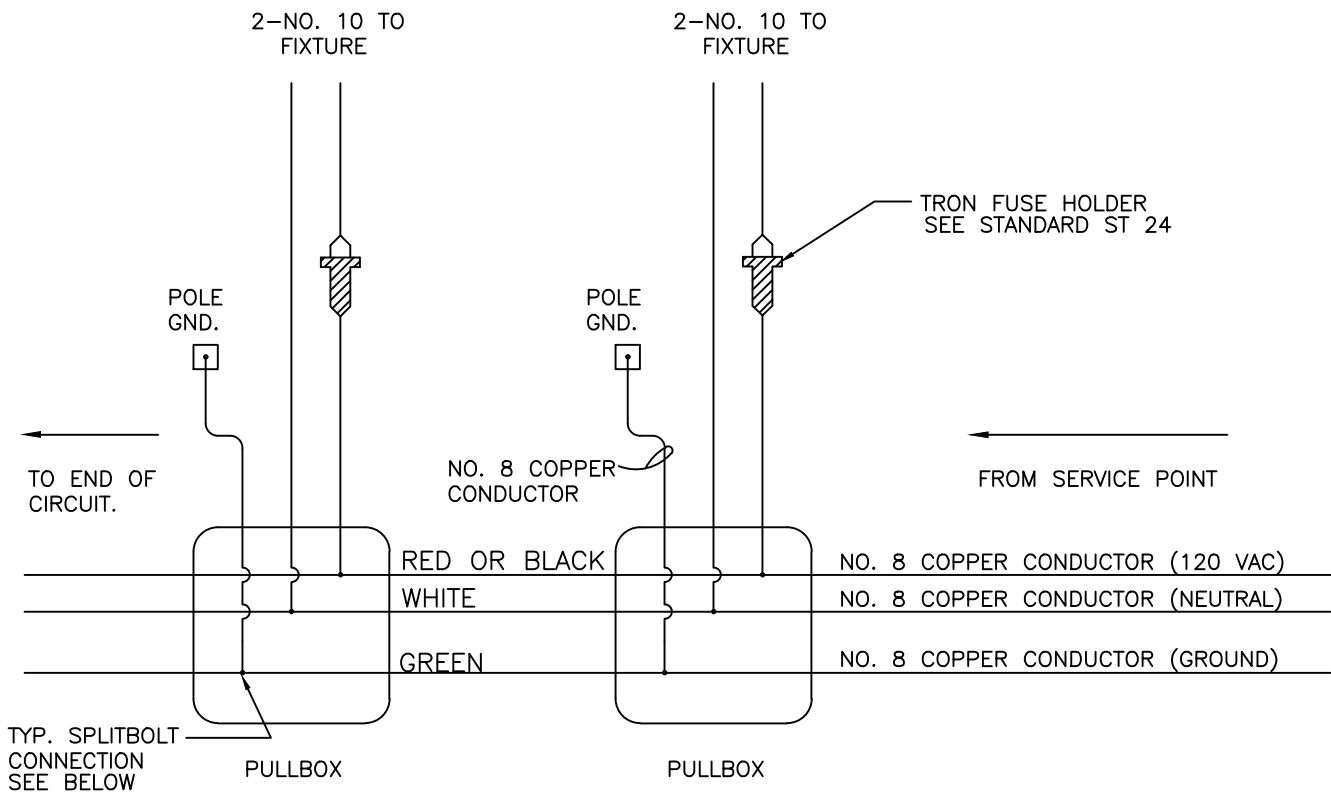 2-NO. 10 TO
FIXTURE
2-NO. 10 TO
FIXTURE
TRON FUSE HOLDER
SEE STANDARD ST 24
POLE
GND.
POLE
GND.
TO END OF
CIRCUIT.
NO. 8 COPPER
CONDUCTOR
FROM SERVICE POINT
RED OR BLACK
NO. 8 COPPER CONDUCTOR (120 VAC)
WHITE
NO. 8 COPPER CONDUCTOR (NEUTRAL)
GREEN
NO. 8 COPPER CONDUCTOR (GROUND)
TYP. SPLITBOLT
CONNECTION
SEE BELOW
PULLBOX
PULLBOX